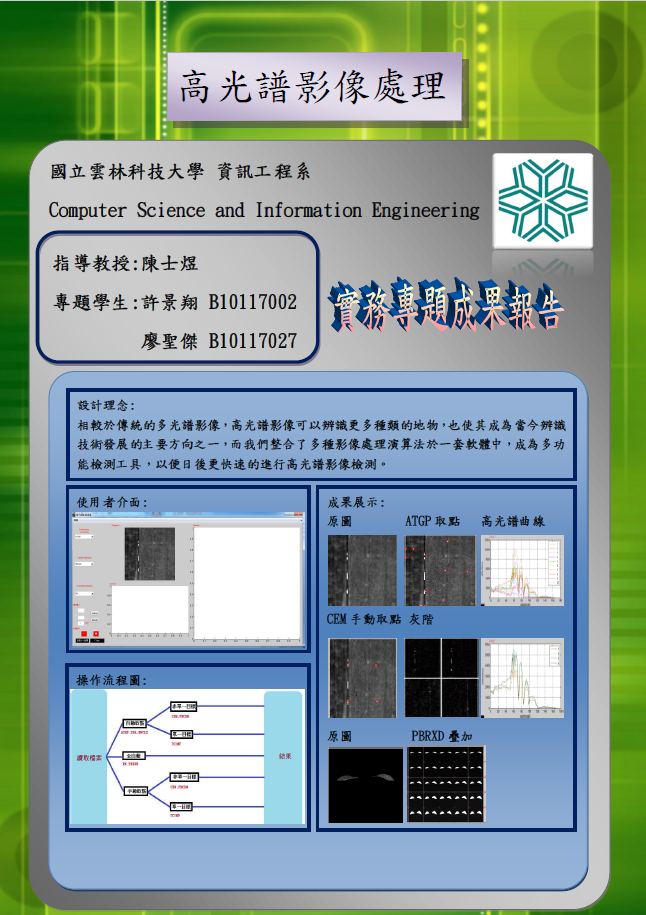 高光譜影像處理
國立雲林科技大學 資訊工程系
Computer Science and Information Engineering
指導教授:陳士煜
專題學生:許景翔 B10117002
廖聖傑 B10117027
實務專題成果報告
設計理念:
相較於傳統的多光譜影像,高光譜影像可以辨識更多種類的地物,也使其成為當今辨識
技術發展的主要方向之一,而我們整合了多種影像處理演算法於一套軟體中,成為多功
能檢測工具,以便日後更快速的進行高光譜影像檢測。
使用者介面:
成果展示:
原圖 ATGP 取點 高光譜曲線
CEM 手動取點 灰階
原圖 PBRXD 疊加
操作流程圖:
讀取檔案
自動取點
非單一目標
單一目標
全自動
手動取點
非單一目標
單一目標
結果